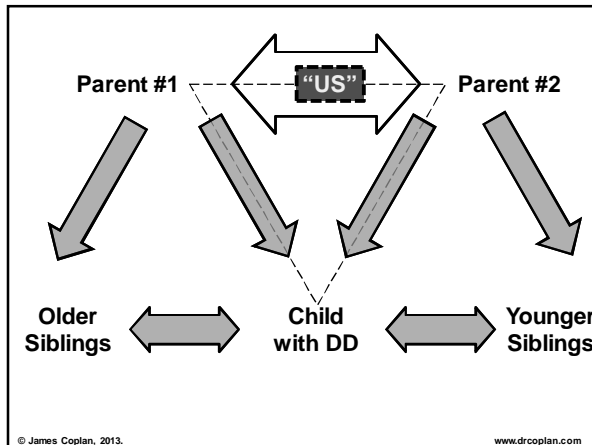 Parent #1
“US”
Parent #2
Older
Siblings
Child
with DD
Younger
Siblings
© James Coplan, 2013.
www.drcoplan.com